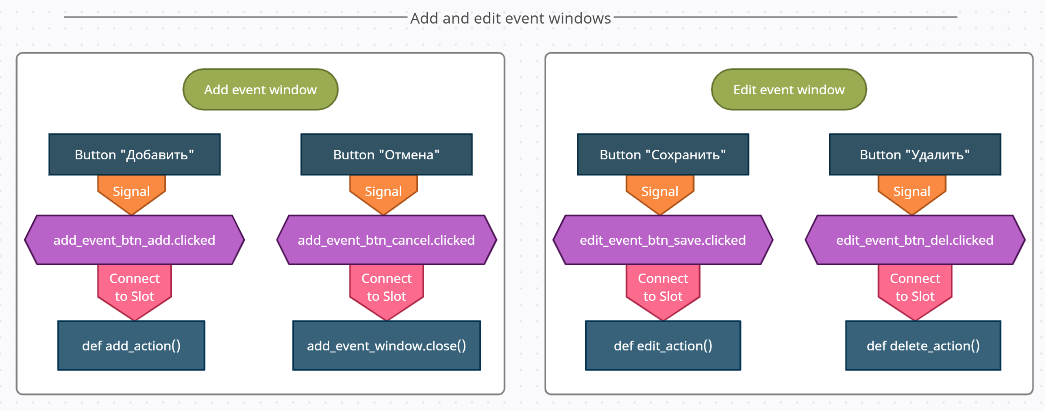 Add and edit event windows
Add event window
Button "Добавить"
Button "Отмена"
Signal
Signal
add_event_btn_add.clicked
add_event_btn_cancel.clicked
Connect
to Slot
Connect
to Slot
def add_action()
add_event_window.close()
Edit event window
Button "Сохранить"
Button "Удалить"
Signal
Signal
edit_event_btn_save.clicked
edit_event_btn_del.clicked
Connect
to Slot
Connect
to Slot
def edit_action()
def delete_action()